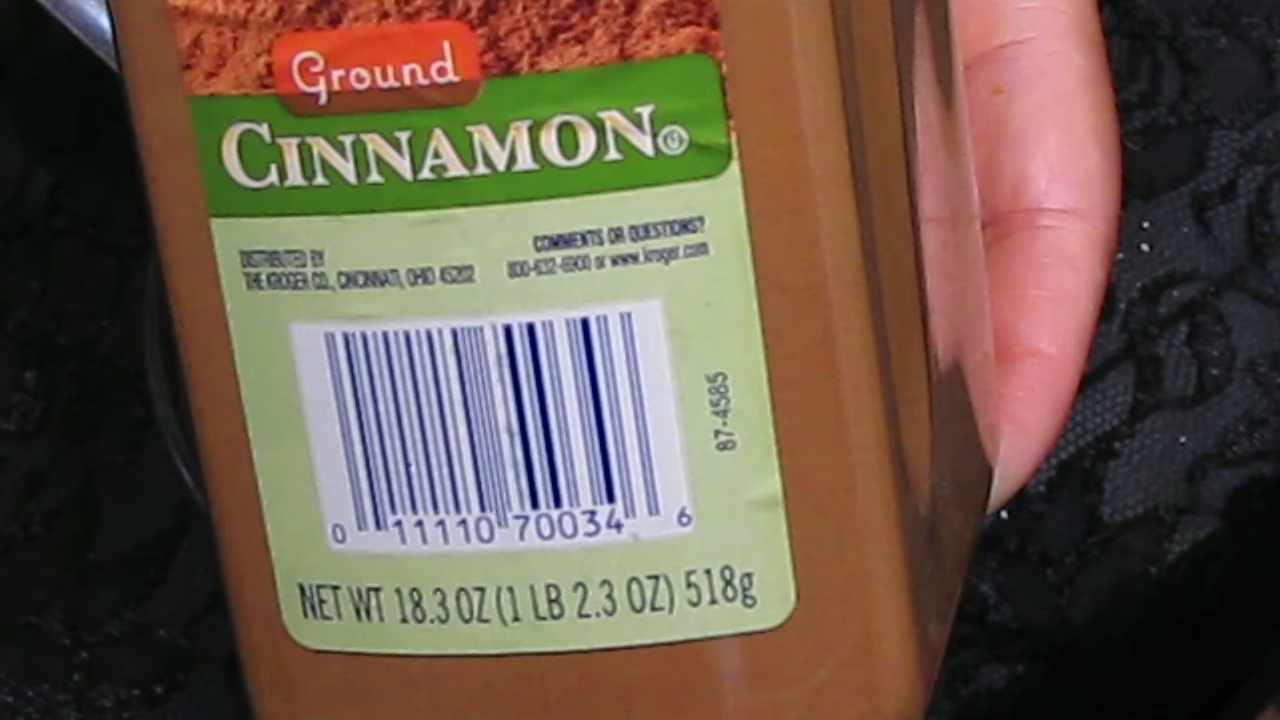 Ground
CINNAMON
DISTRIBUTED BY
THE KROGER CO., CINCINNATI, OHIO 45202
COMMENTS OR QUESTIONS?
800-632-6900 or www.kroger.com
87-4585
0 11110 70034 6
NET WT 18.3 OZ (1 LB 2.3 OZ) 518g